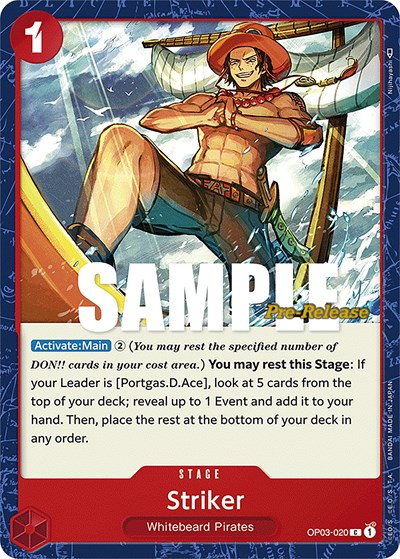 1
Nijihayashi
SAMPLE
Pre-Release
Activate:Main ② (You may rest the specified number of
DON!! cards in your cost area.) You may rest this Stage: If
your Leader is [Portgas.D.Ace], look at 5 cards from the
top of your deck; reveal up to 1 Event and add it to your
hand. Then, place the rest at the bottom of your deck in
any order.
STAGE
Striker
Whitebeard Pirates
OP03-020 C 1
BANDAI MADE IN JAPAN